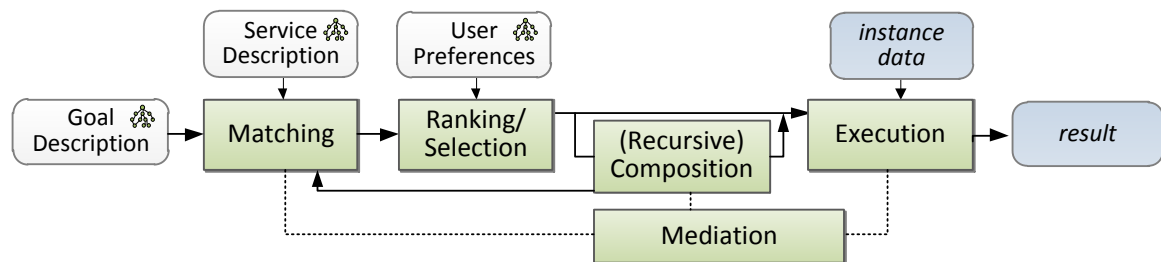 Service
Description
User
Preferences
instance
data
Goal
Description
Matching
Ranking/
Selection
(Recursive)
Composition
Execution
result
Mediation